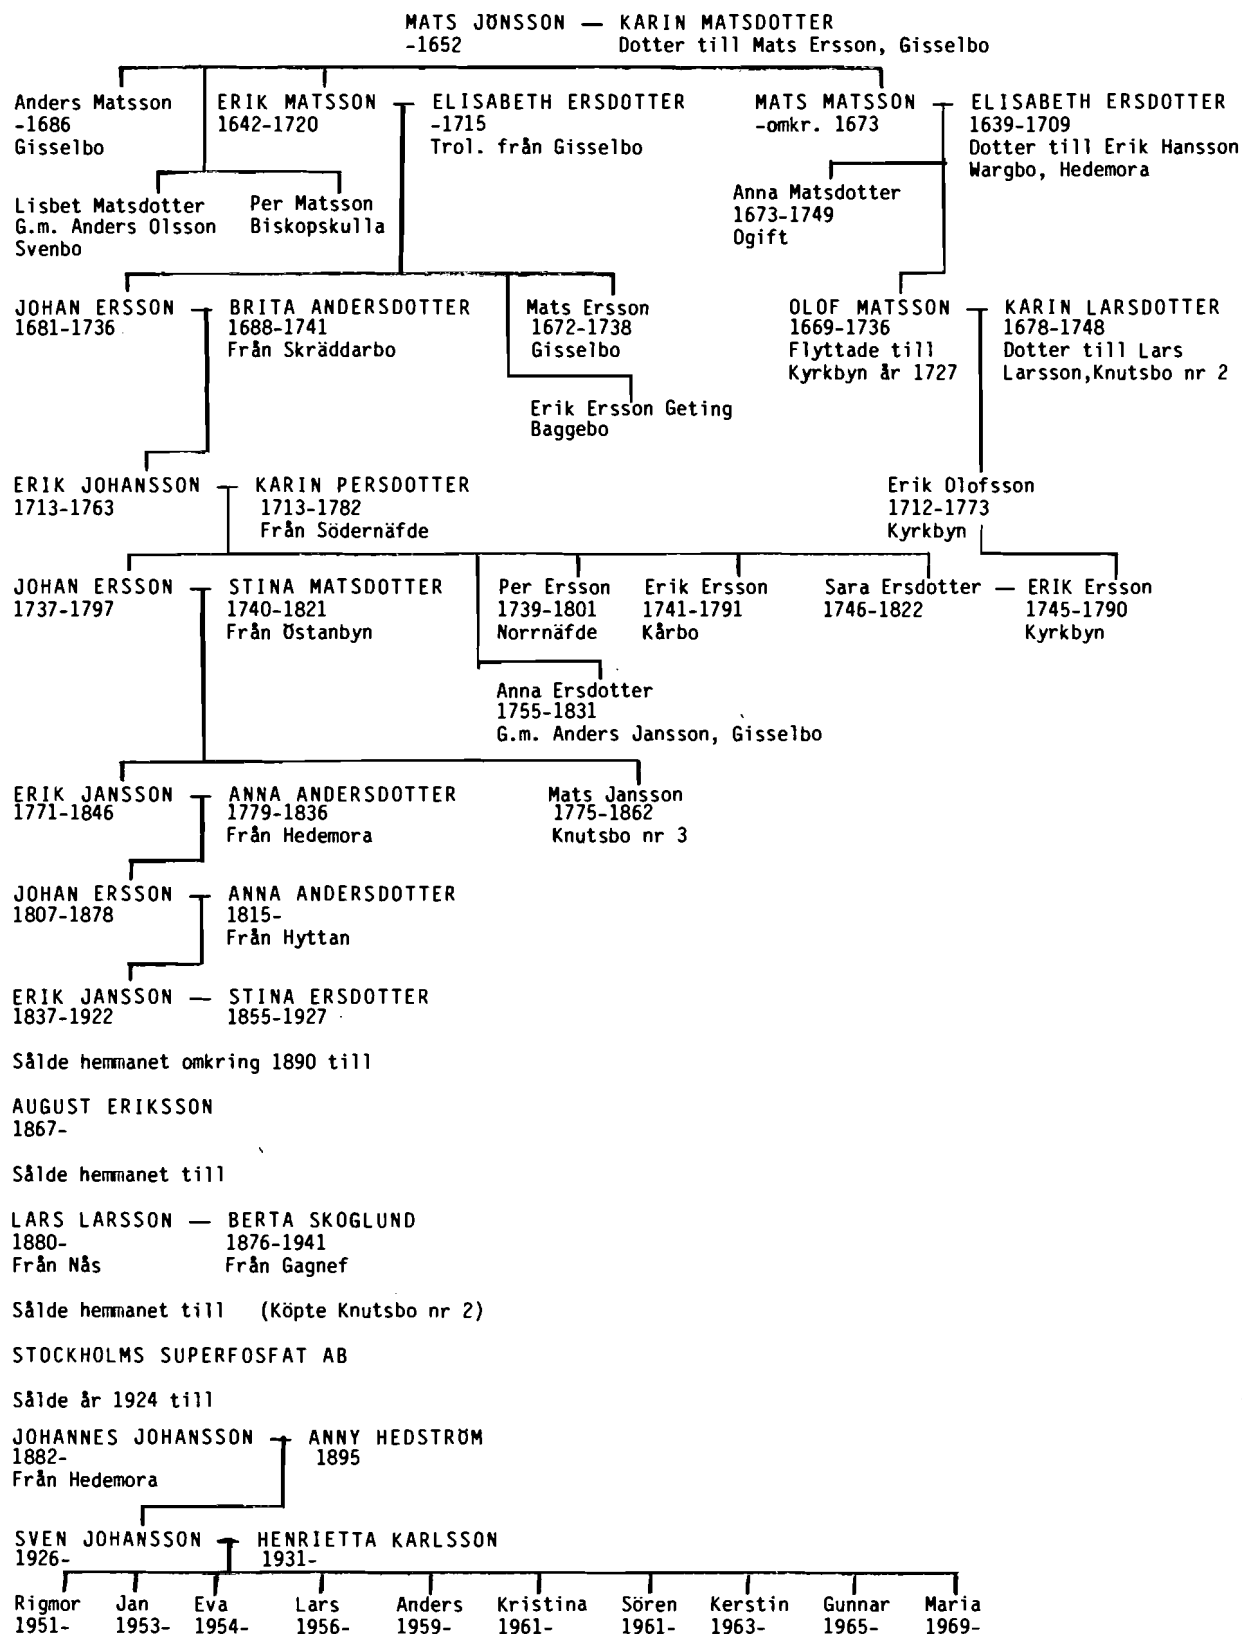 MATS JÖNSSON — KARIN MATSDOTTER
-1652 Dotter till Mats Ersson, Gisselbo
Anders Matsson ERIK MATSSON — ELISABETH ERSDOTTER MATS MATSSON — ELISABETH ERSDOTTER
-1686 1642-1720 -1715 -omkr. 1673 1639-1709
Gisselbo Trol. från Gisselbo Dotter till Erik Hansson
Wargbo, Hedemora
Lisbet Matsdotter Per Matsson Anna Matsdotter
G.m. Anders Olsson Biskopskulla 1673-1749
Svenbo Ogift
JOHAN ERSSON — BRITA ANDERSDOTTER Mats Ersson OLOF MATSSON — KARIN LARSDOTTER
1681-1736 1688-1741 1672-1738 1669-1736 1678-1748
Från Skräddarbo Gisselbo Flyttade till Dotter till Lars
Kyrkbyn år 1727 Larsson,Knutsbo nr 2
Erik Ersson Geting
Baggebo
ERIK JOHANSSON — KARIN PERSDOTTER Erik Olofsson
1713-1763 1713-1782 1712-1773
Från Södernäfde Kyrkbyn
JOHAN ERSSON — STINA MATSDOTTER Per Ersson Erik Ersson Sara Ersdotter — ERIK Ersson
1737-1797 1740-1821 1739-1801 1741-1791 1746-1822 1745-1790
Från Östanbyn Norrnäfde Kårbo Kyrkbyn
Anna Ersdotter
1755-1831
G.m. Anders Jansson, Gisselbo
ERIK JANSSON — ANNA ANDERSDOTTER Mats Jansson
1771-1846 1779-1836 1775-1862
Från Hedemora Knutsbo nr 3
JOHAN ERSSON — ANNA ANDERSDOTTER
1807-1878 1815-
Från Hyttan
ERIK JANSSON — STINA ERSDOTTER
1837-1922 1855-1927
Sålde hemmanet omkring 1890 till
AUGUST ERIKSSON
1867-
Sålde hemmanet till
LARS LARSSON — BERTA SKOGLUND
1880- 1876-1941
Från Nås Från Gagnef
Sålde hemmanet till (Köpte Knutsbo nr 2)
STOCKHOLMS SUPERFOSFAT AB
Sålde år 1924 till
JOHANNES JOHANSSON — ANNY HEDSTRÖM
1882- 1895
Från Hedemora
SVEN JOHANSSON — HENRIETTA KARLSSON
1926- 1931-
Rigmor Jan Eva Lars Anders Kristina Sören Kerstin Gunnar Maria
1951- 1953- 1954- 1956- 1959- 1961- 1961- 1963- 1965- 1969-